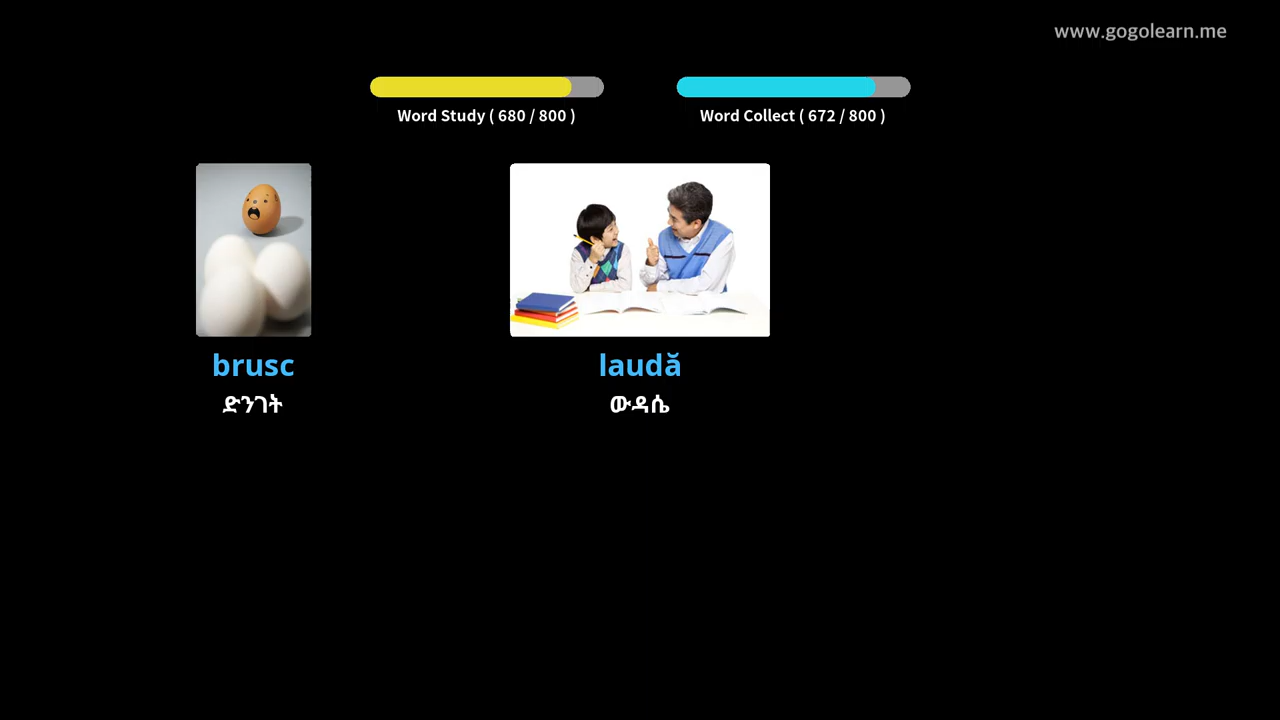 www.gogolearn.me
Word Study ( 680 / 800 )
Word Collect ( 672 / 800 )
brusc
ድንገት
laudă
ውዳሴ